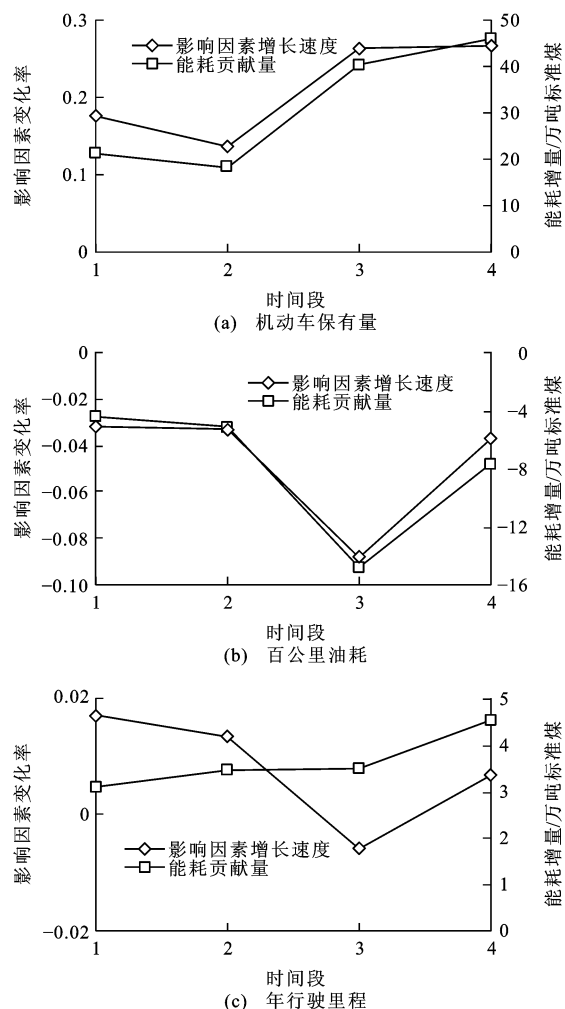 0.3
0.2
0.1
0
50
40
30
20
10
0
影响因素增长速度
能耗贡献量
影响因素变化率
能耗增量/万吨标准煤
1
2
3
4
时间段
(a) 机动车保有量
0
−0.02
−0.04
−0.06
−0.08
−0.10
0
−4
−8
−12
−16
影响因素增长速度
能耗贡献量
影响因素变化率
能耗增量/万吨标准煤
1
2
3
4
时间段
(b) 百公里油耗
0.02
0
−0.02
5
4
3
2
1
0
影响因素增长速度
能耗贡献量
影响因素变化率
能耗增量/万吨标准煤
1
2
3
4
时间段
(c) 年行驶里程